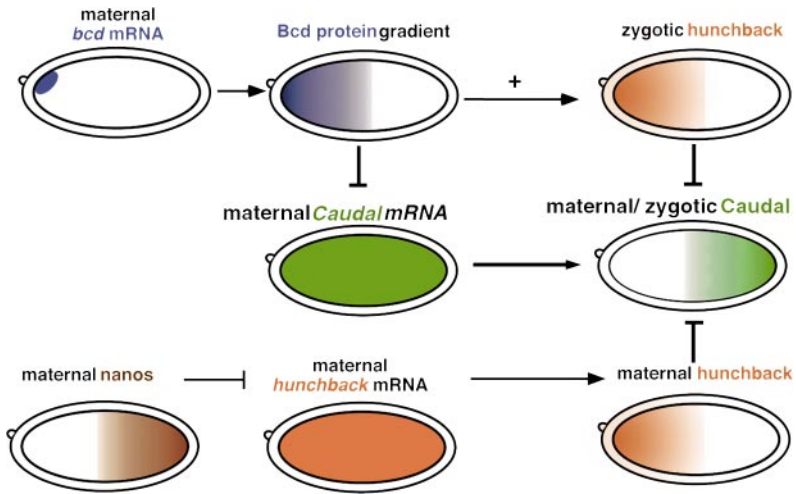 maternal
bcd mRNA
Bcd protein gradient
zygotic hunchback
+
maternal Caudal mRNA
maternal/ zygotic Caudal
maternal nanos
maternal
hunchback mRNA
maternal hunchback